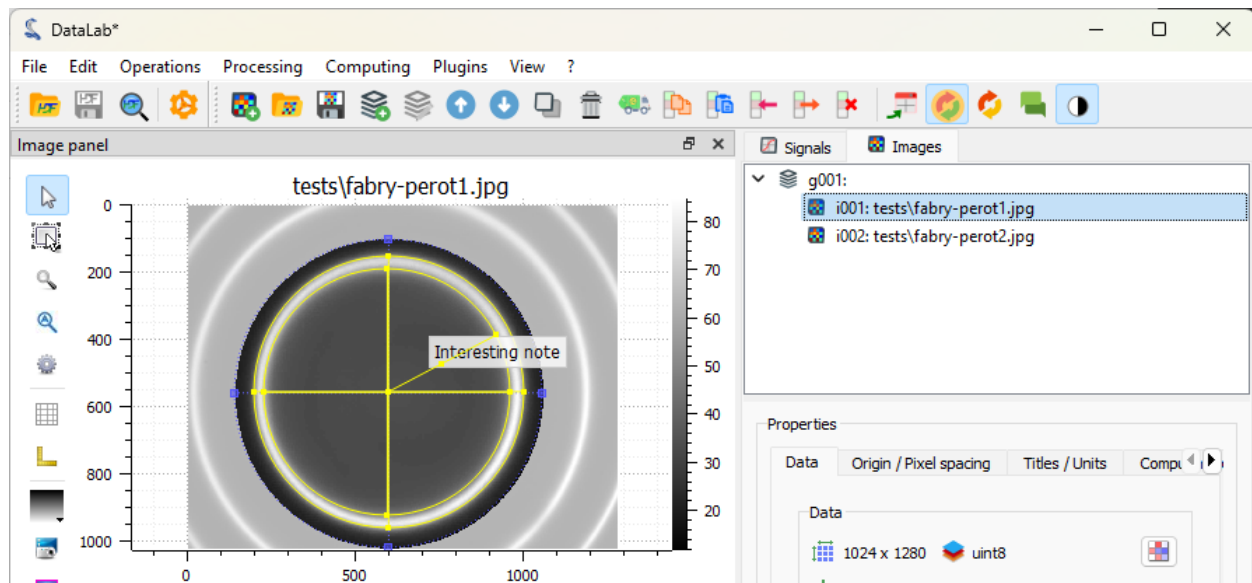 DataLab*
File Edit Operations Processing Computing Plugins View ?
Image panel
tests\fabry-perot1.jpg
0
200
400
600
800
1000
0
500
1000
80
70
60
50
40
30
20
Interesting note
Signals Images
g001:
i001: tests\fabry-perot1.jpg
i002: tests\fabry-perot2.jpg
Properties
Data Origin / Pixel spacing Titles / Units
Data
1024 x 1280 uint8